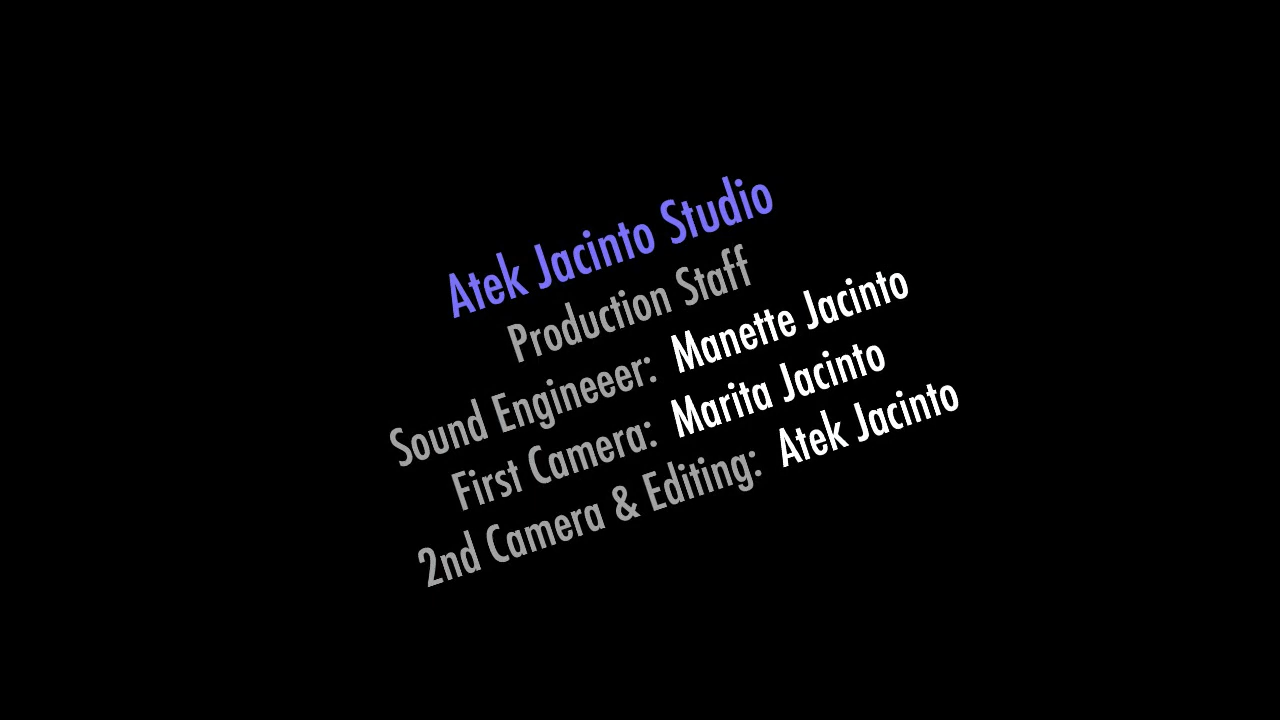 Atek Jacinto Studio
Production Staff
Sound Engineeer: Manette Jacinto
First Camera: Marita Jacinto
2nd Camera & Editing: Atek Jacinto